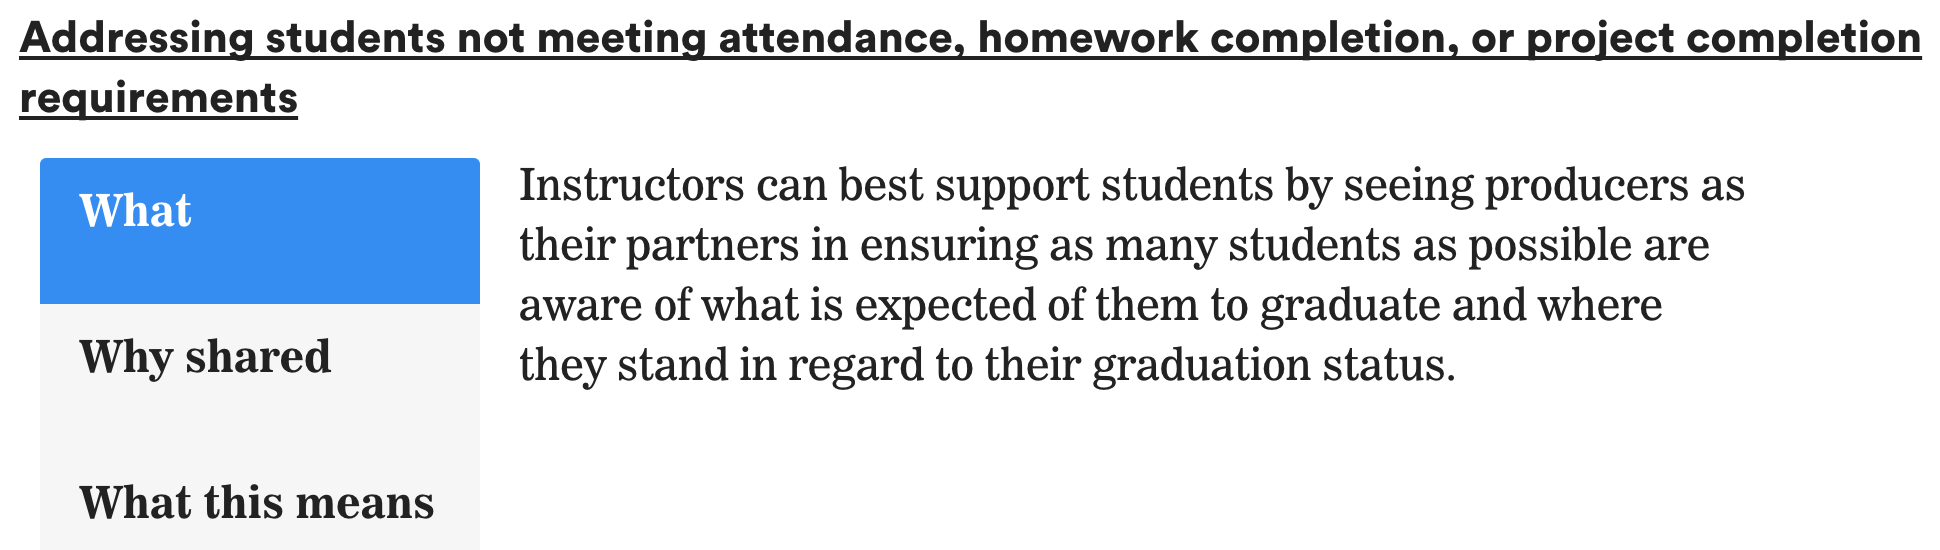 Addressing students not meeting attendance, homework completion, or project completion
requirements
What
Instructors can best support students by seeing producers as
their partners in ensuring as many students as possible are
aware of what is expected of them to graduate and where
they stand in regard to their graduation status.
Why shared
What this means